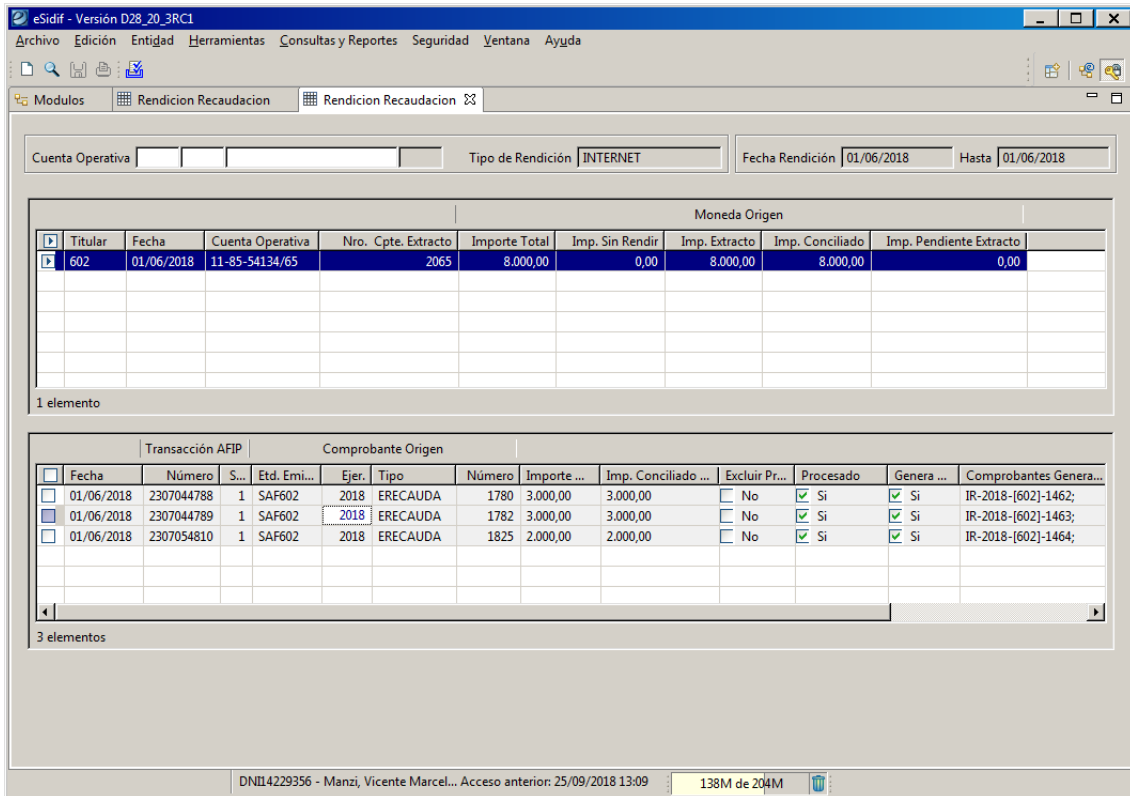 eSidif - Versión D28_20_3RC1
Archivo Edición Entidad Herramientas Consultas y Reportes Seguridad Ventana Ayuda
Modulos Rendicion Recaudacion Rendicion Recaudacion
Cuenta Operativa Tipo de Rendición INTERNET Fecha Rendición 01/06/2018 Hasta 01/06/2018
Moneda Origen
Titular Fecha Cuenta Operativa Nro. Cpte. Extracto Importe Total Imp. Sin Rendir Imp. Extracto Imp. Conciliado Imp. Pendiente Extracto
602 01/06/2018 11-85-54134/65 2065 8.000,00 0,00 8.000,00 8.000,00 0,00
1 elemento
Transacción AFIP Comprobante Origen
Fecha Número S... Etd. Emi... Ejer. Tipo Número Importe ... Imp. Conciliado ... Excluir Pr... Procesado Genera ... Comprobantes Genera...
01/06/2018 2307044788 1 SAF602 2018 ERECAUDA 1780 3.000,00 3.000,00 No Si Si IR-2018-[602]-1462;
01/06/2018 2307044789 1 SAF602 2018 ERECAUDA 1782 3.000,00 3.000,00 No Si Si IR-2018-[602]-1463;
01/06/2018 2307054810 1 SAF602 2018 ERECAUDA 1825 2.000,00 2.000,00 No Si Si IR-2018-[602]-1464;
3 elementos
DNI14229356 - Manzi, Vicente Marcel... Acceso anterior: 25/09/2018 13:09 138M de 204M